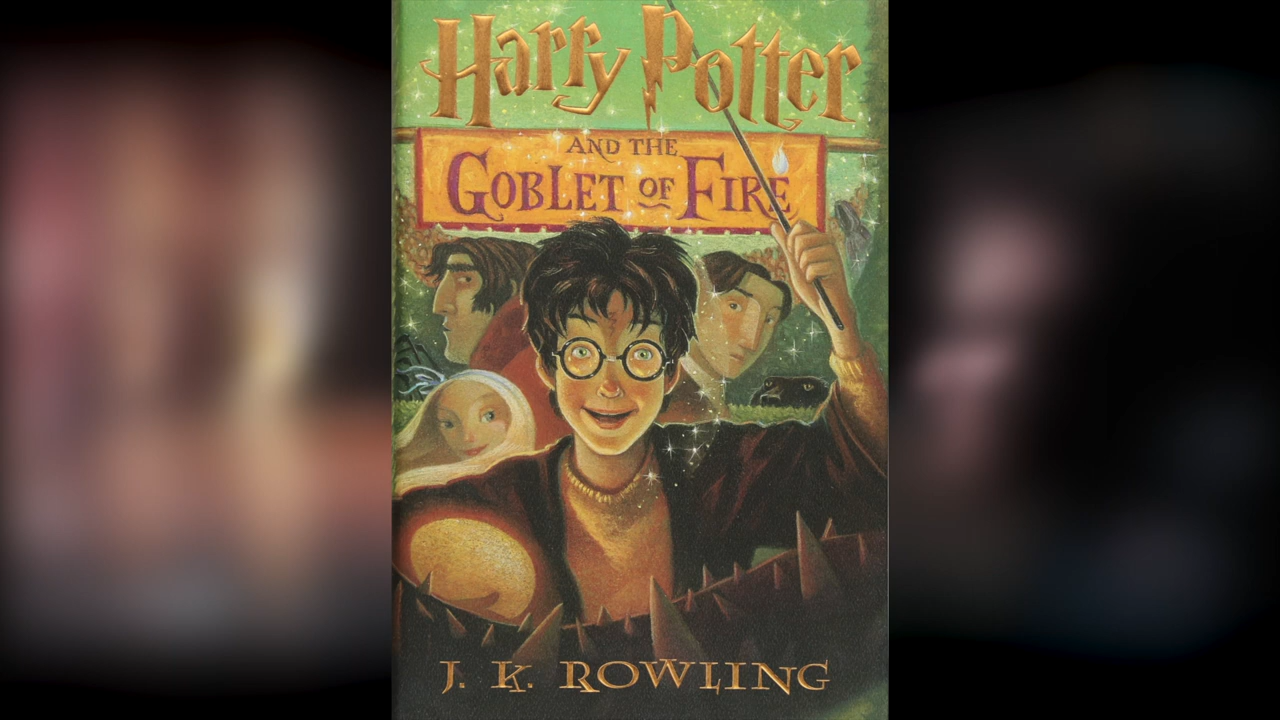 Harry Potter
AND THE
GOBLET OF FIRE
J. K. ROWLING